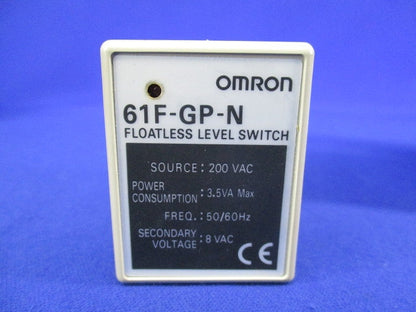 OMRON
61F-GP-N
FLOATLESS LEVEL SWITCH
SOURCE: 200 VAC
POWER CONSUMPTION: 3.5VA Max
FREQ.: 50/60Hz
SECONDARY VOLTAGE: 8 VAC
CE